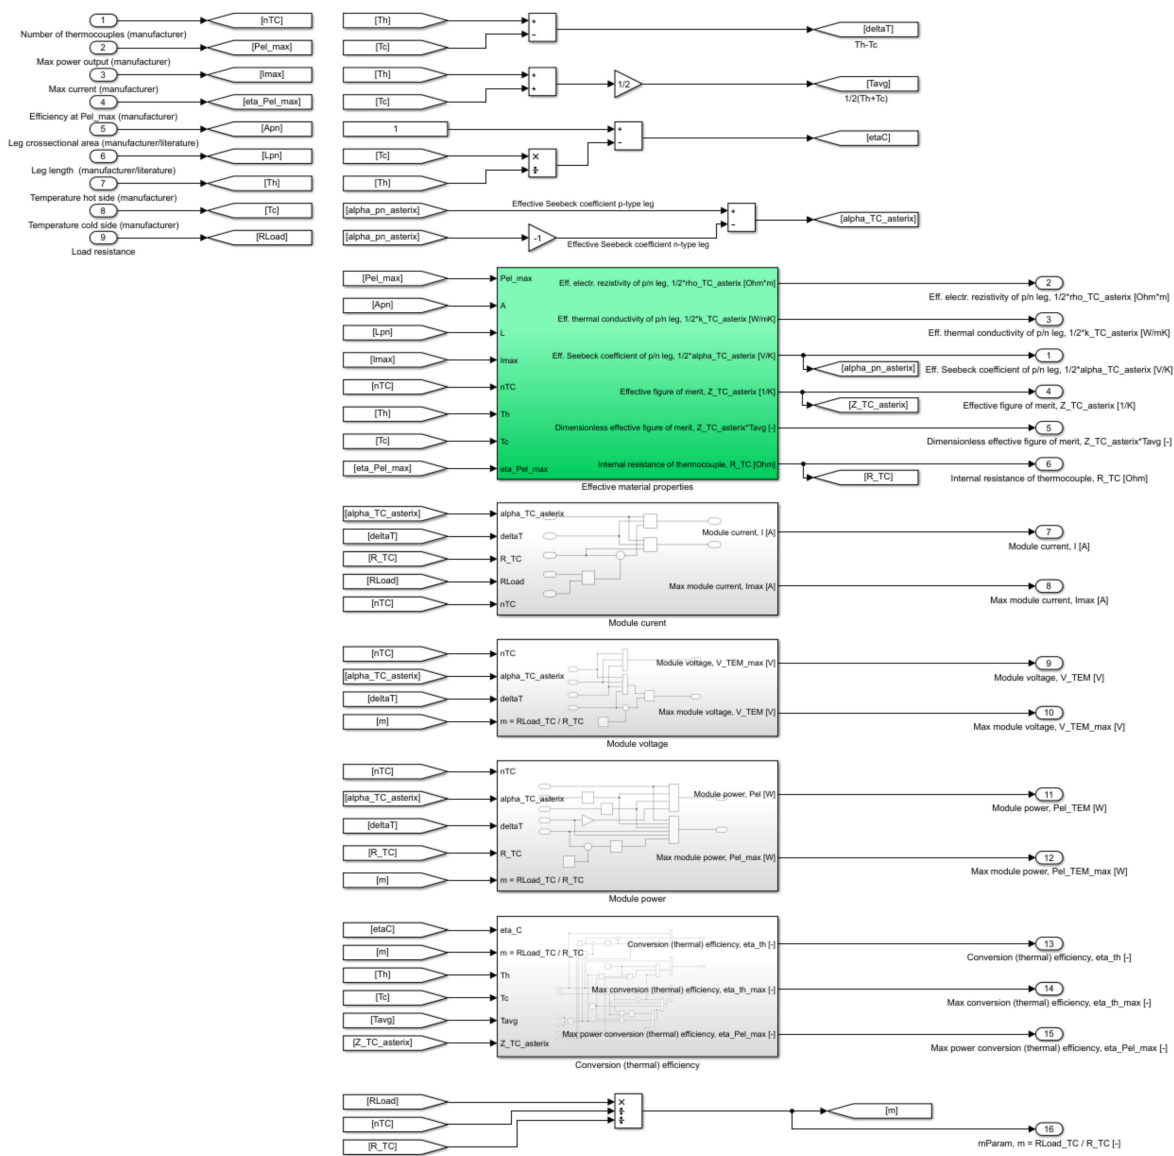 1
[nTC]
Number of thermocouples (manufacturer)
2
[Pel_max]
Max power output (manufacturer)
3
[Imax]
Max current (manufacturer)
4
[eta_Pel_max]
Efficiency at Pel_max (manufacturer)
5
[Apn]
Leg crossectional area (manufacturer/literature)
6
[Lpn]
Leg length (manufacturer/literature)
7
[Th]
Temperature hot side (manufacturer)
8
[Tc]
Temperature cold side (manufacturer)
9
[RLoad]
Load resistance
[Th]
[Tc]
+
−
[deltaT]
Th-Tc
[Th]
[Tc]
+
+
1/2
[Tavg]
1/2(Th+Tc)
1
[Tc]
[Th]
×
÷
+
−
[etaC]
[alpha_pn_asterix]
Effective Seebeck coefficient p-type leg
[alpha_pn_asterix]
-1
Effective Seebeck coefficient n-type leg
+
−
[alpha_TC_asterix]
[Pel_max]
[Apn]
[Lpn]
[Imax]
[nTC]
[Th]
[Tc]
[eta_Pel_max]
Pel_max
A
L
Imax
nTC
Th
Tc
eta_Pel_max
Eff. electr. rezistivity of p/n leg, 1/2*rho_TC_asterix [Ohm*m]
Eff. thermal conductivity of p/n leg, 1/2*k_TC_asterix [W/mK]
Eff. Seebeck coefficient of p/n leg, 1/2*alpha_TC_asterix [V/K]
Effective figure of merit, Z_TC_asterix [1/K]
Dimensionless effective figure of merit, Z_TC_asterix*Tavg [-]
Internal resistance of thermocouple, R_TC [Ohm]
Effective material properties
2
Eff. electr. rezistivity of p/n leg, 1/2*rho_TC_asterix [Ohm*m]
3
Eff. thermal conductivity of p/n leg, 1/2*k_TC_asterix [W/mK]
1
[alpha_pn_asterix]
Eff. Seebeck coefficient of p/n leg, 1/2*alpha_TC_asterix [V/K]
4
[Z_TC_asterix]
Effective figure of merit, Z_TC_asterix [1/K]
5
Dimensionless effective figure of merit, Z_TC_asterix*Tavg [-]
6
[R_TC]
Internal resistance of thermocouple, R_TC [Ohm]
[alpha_TC_asterix]
[deltaT]
[R_TC]
[RLoad]
[nTC]
alpha_TC_asterix
deltaT
R_TC
RLoad
nTC
Module current, I [A]
Max module current, Imax [A]
Module curent
7
Module current, I [A]
8
Max module current, Imax [A]
[nTC]
[alpha_TC_asterix]
[deltaT]
[m]
nTC
alpha_TC_asterix
deltaT
m = RLoad_TC / R_TC
Module voltage, V_TEM_max [V]
Max module voltage, V_TEM [V]
Module voltage
9
Module voltage, V_TEM [V]
10
Max module voltage, V_TEM_max [V]
[nTC]
[alpha_TC_asterix]
[deltaT]
[R_TC]
[m]
nTC
alpha_TC_asterix
deltaT
R_TC
m = RLoad_TC / R_TC
Module power, Pel [W]
Max module power, Pel_max [W]
Module power
11
Module power, Pel_TEM [W]
12
Max module power, Pel_TEM_max [W]
[etaC]
[m]
[Th]
[Tc]
[Tavg]
[Z_TC_asterix]
eta_C
m = RLoad_TC / R_TC
Th
Tc
Tavg
Z_TC_asterix
Conversion (thermal) efficiency, eta_th [-]
Max conversion (thermal) efficiency, eta_th_max [-]
Max power conversion (thermal) efficiency, eta_Pel_max [-]
Conversion (thermal) efficiency
13
Conversion (thermal) efficiency, eta_th [-]
14
Max conversion (thermal) efficiency, eta_th_max [-]
15
Max power conversion (thermal) efficiency, eta_Pel_max [-]
[RLoad]
[nTC]
[R_TC]
×
÷
÷
[m]
16
mParam, m = RLoad_TC / R_TC [-]